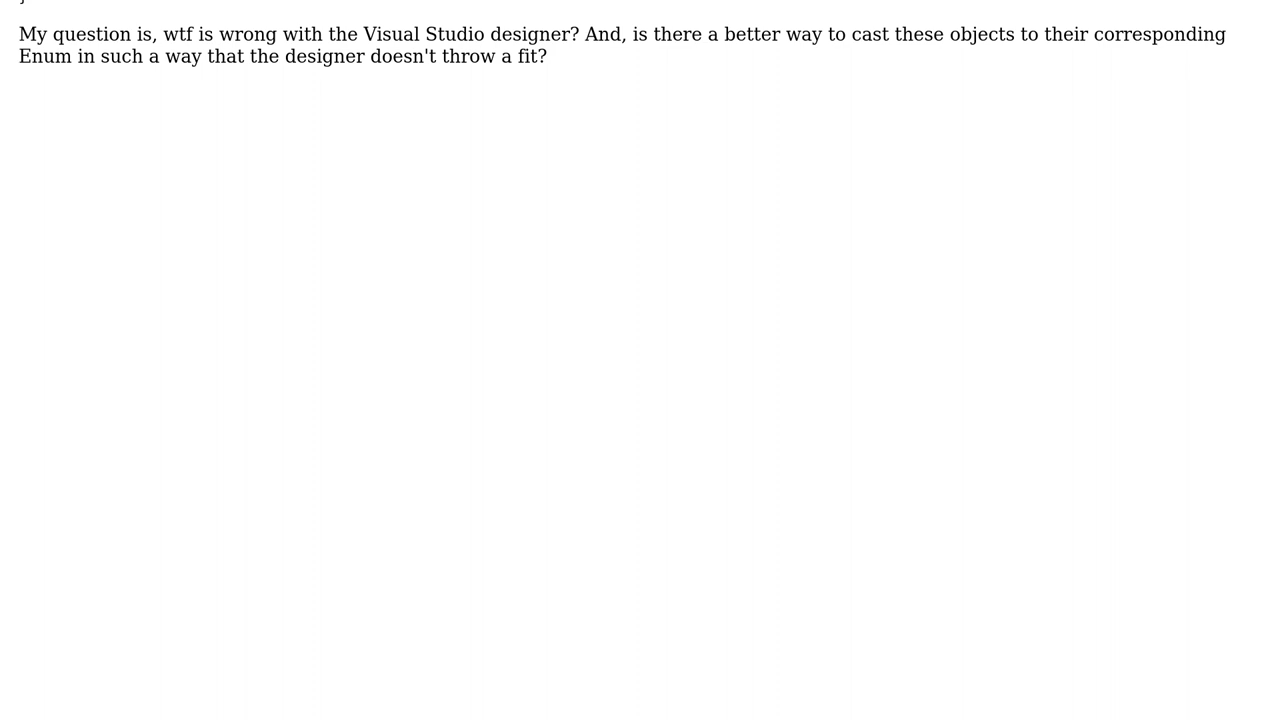 }
My question is, wtf is wrong with the Visual Studio designer? And, is there a better way to cast these objects to their corresponding
Enum in such a way that the designer doesn't throw a fit?